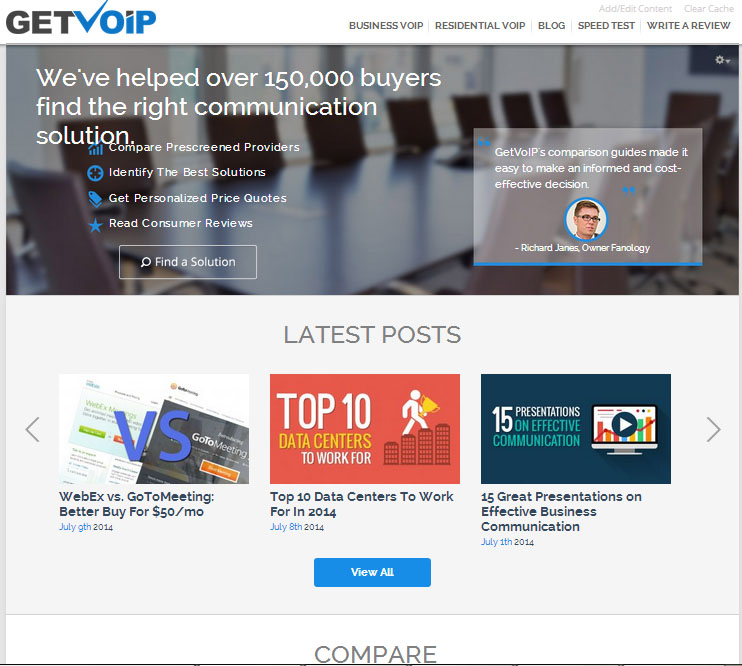 Add/Edit Content Clear Cache
GETVOIP
BUSINESS VOIP RESIDENTIAL VOIP BLOG SPEED TEST WRITE A REVIEW
We've helped over 150,000 buyers
find the right communication
solution.
Compare Prescreened Providers
Identify The Best Solutions
Get Personalized Price Quotes
Read Consumer Reviews
Find a Solution
GetVoIP's comparison guides made it
easy to make an informed and cost-
effective decision.
- Richard Janes, Owner Fanology
LATEST POSTS
WebEx Meetings
VS
GoToMeeting
TOP 10
DATA CENTERS
TO WORK FOR
15 PRESENTATIONS
ON EFFECTIVE
COMMUNICATION
WebEx vs. GoToMeeting:
Better Buy For $50/mo
July 9th 2014
Top 10 Data Centers To Work
For In 2014
July 8th 2014
15 Great Presentations on
Effective Business
Communication
July 1th 2014
View All
COMPARE